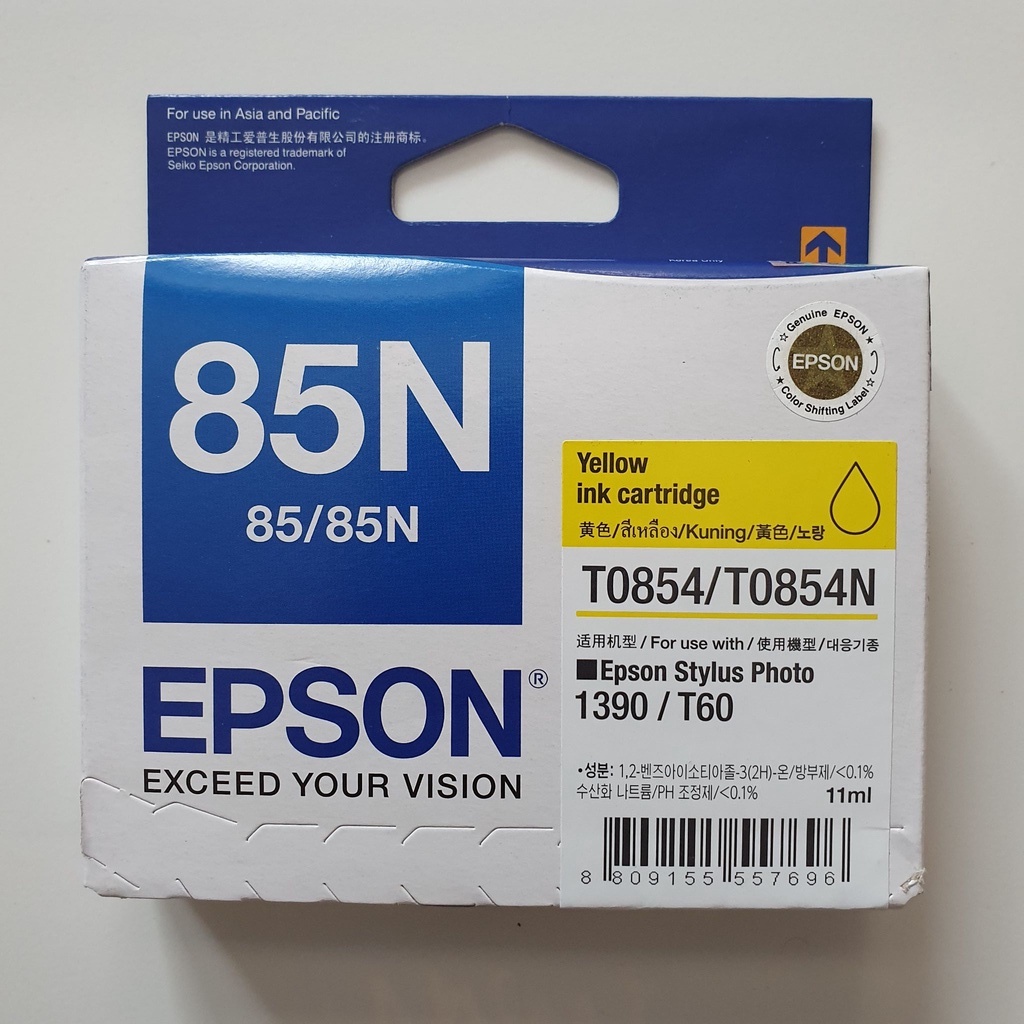 For use in Asia and Pacific
EPSON 是精工爱普生股份有限公司的注册商标。
EPSON is a registered trademark of
Seiko Epson Corporation.
Korea Only
85N
85/85N
Genuine EPSON
EPSON
Color Shifting Label
Yellow
ink cartridge
黄色/สีเหลือง/Kuning/黃色/노랑
T0854/T0854N
适用机型/For use with/使用機型/대응기종
■Epson Stylus Photo
1390 / T60
EPSON®
EXCEED YOUR VISION
•성분: 1,2-벤즈아이소티아졸-3(2H)-온/방부제/<0.1%
수산화 나트륨/PH 조정제/<0.1%
11ml
8 809155 557696